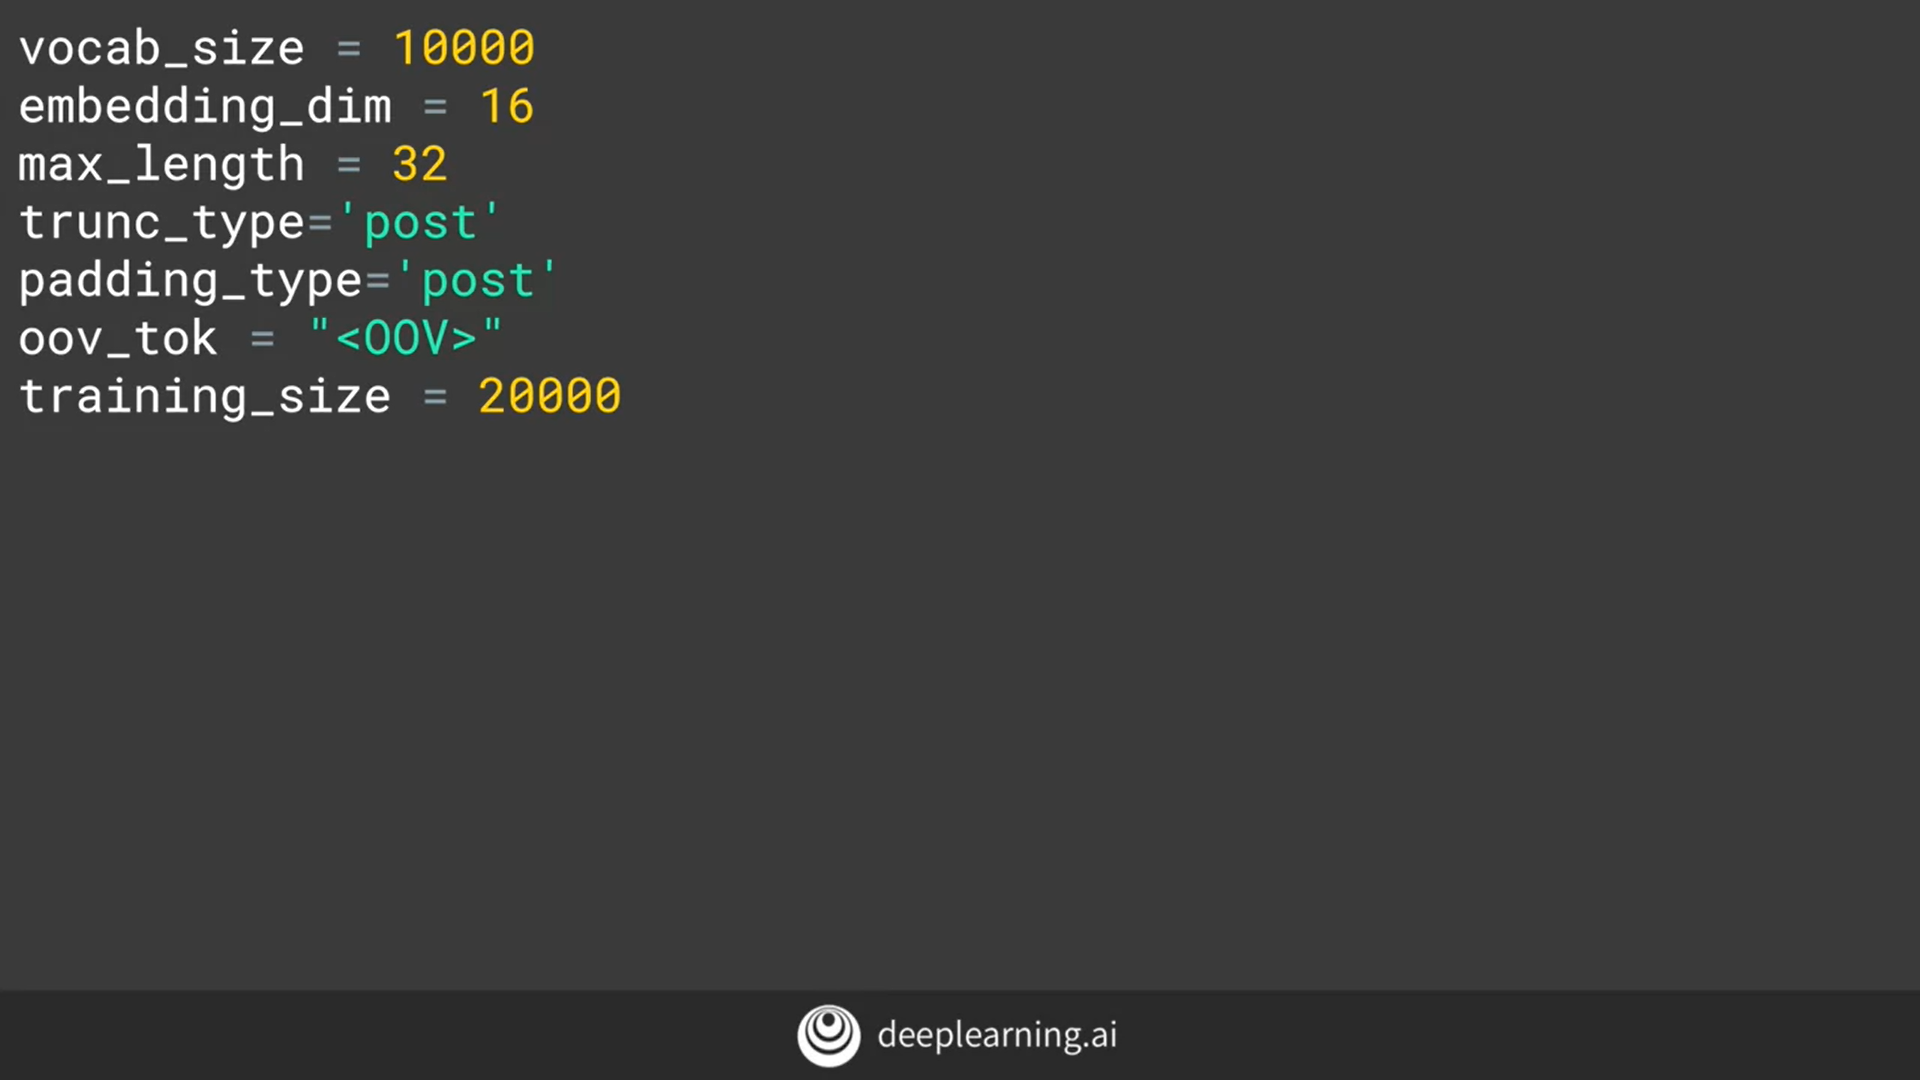 vocab_size = 10000
embedding_dim = 16
max_length = 32
trunc_type='post'
padding_type='post'
oov_tok = "<OOV>"
training_size = 20000
deeplearning.ai